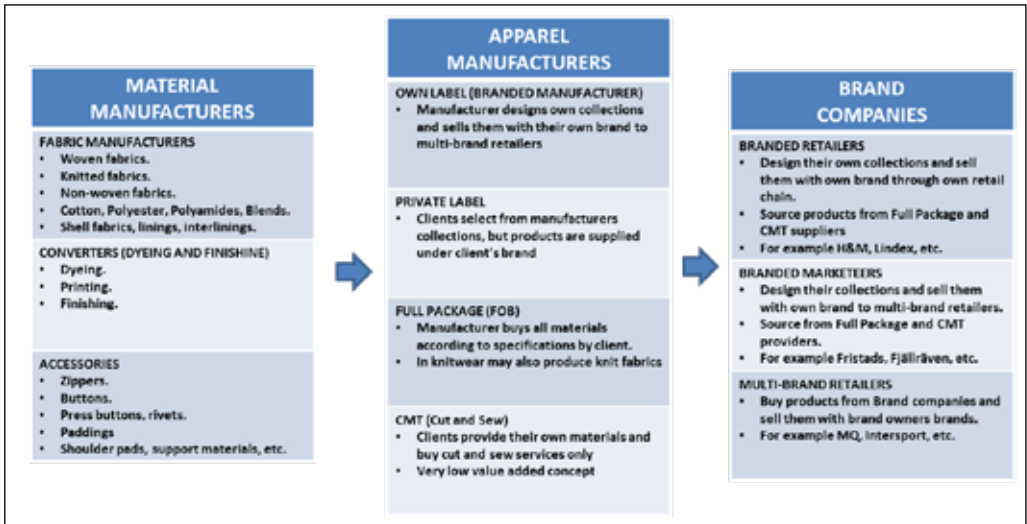 MATERIAL
MANUFACTURERS
FABRIC MANUFACTURERS
• Woven fabrics.
• Knitted fabrics.
• Non-woven fabrics.
• Cotton, Polyester, Polyamides, Blends.
• Shell fabrics, linings, interlinings.
CONVERTERS (DYEING AND FINISHINE)
• Dyeing.
• Printing.
• Finishing.
ACCESSORIES
• Zippers.
• Buttons.
• Press buttons, rivets.
• Paddings
• Shoulder pads, support materials, etc.
APPAREL
MANUFACTURERS
OWN LABEL (BRANDED MANUFACTURER)
• Manufacturer designs own collections
and sells them with their own brand to
multi-brand retailers
PRIVATE LABEL
• Clients select from manufacturers
collections, but products are supplied
under client's brand
FULL PACKAGE (FOB)
• Manufacturer buys all materials
according to specifications by client.
• In knitwear may also produce knit fabrics
CMT (Cut and Sew)
• Clients provide their own materials and
buy cut and sew services only
• Very low value added concept
BRAND
COMPANIES
BRANDED RETAILERS
• Design their own collections and sell
them with own brand through own retail
chain.
• Source products from Full Package and
CMT suppliers
• For example H&M, Lindex, etc.
BRANDED MARKETEERS
• Design their collections and sell them
with own brand to multi-brand retailers.
• Source from Full Package and CMT
providers.
• For example Fristads, Fjällräven, etc.
MULTI-BRAND RETAILERS
• Buy products from Brand companies and
sell them with brand owners brands.
• For example MQ, Intersport, etc.